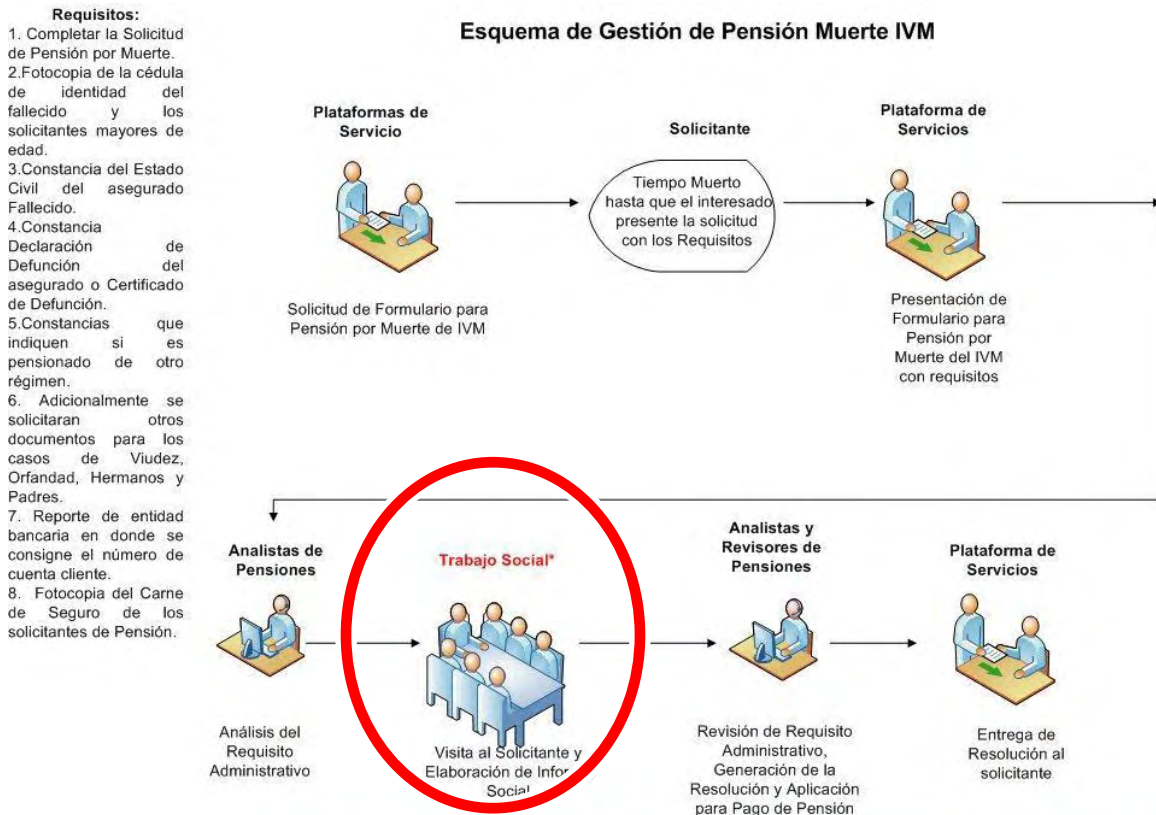 Requisitos:
1. Completar la Solicitud
de Pensión por Muerte.
2.Fotocopia de la cédula
de identidad del
fallecido y los
solicitantes mayores de
edad.
3.Constancia del Estado
Civil del asegurado
Fallecido.
4.Constancia
Declaración de
Defunción del
asegurado o Certificado
de Defunción.
5.Constancias que
indiquen si es
pensionado de otro
régimen.
6. Adicionalmente se
solicitaran otros
documentos para los
casos de Viudez,
Orfandad, Hermanos y
Padres.
7. Reporte de entidad
bancaria en donde se
consigne el número de
cuenta cliente.
8. Fotocopia del Carne
de Seguro de los
solicitantes de Pensión.
Esquema de Gestión de Pensión Muerte IVM
Plataformas de
Servicio
Solicitud de Formulario para
Pensión por Muerte de IVM
Solicitante
Tiempo Muerto
hasta que el interesado
presente la solicitud
con los Requisitos
Plataforma de
Servicios
Presentación de
Formulario para
Pensión por
Muerte del IVM
con requisitos
Analistas de
Pensiones
Análisis del
Requisito
Administrativo
Trabajo Social*
Visita al Solicitante y
Elaboración de
Social
Analistas y
Revisores de
Pensiones
Revisión de Requisito
Administrativo,
Generación de la
Resolución y Aplicación
para Pago de Pensión
Plataforma de
Servicios
Entrega de
Resolución al
solicitante